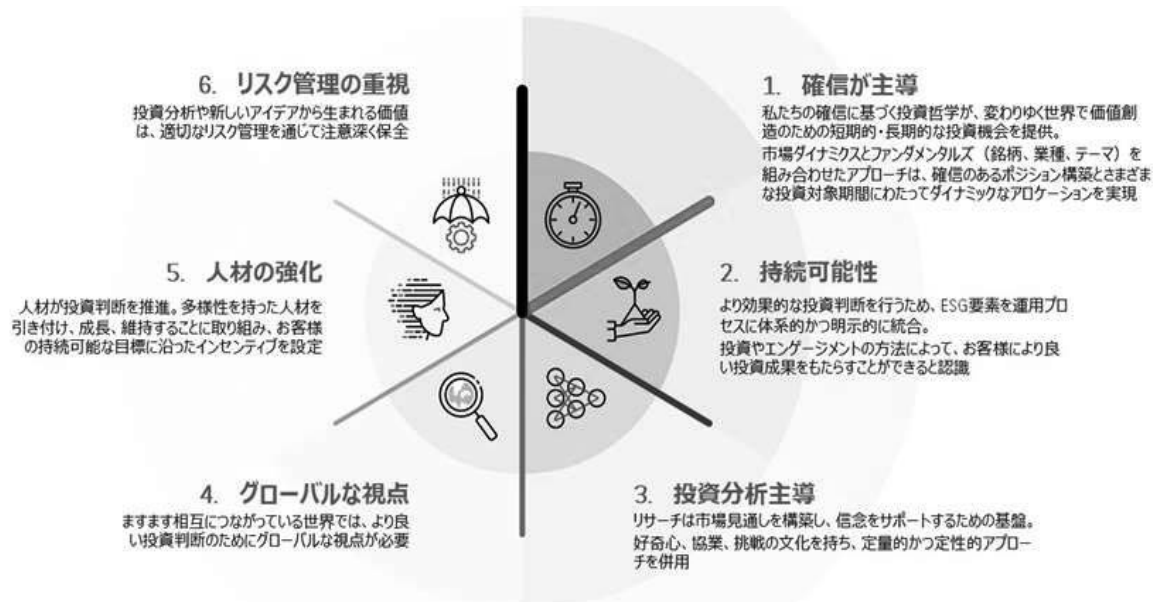 1. 確信が主導
私たちの確信に基づく投資哲学が、変わりゆく世界で価値創
造のための短期的・長期的な投資機会を提供。
市場ダイナミクスとファンダメンタルズ（銘柄、業種、テーマ）を
組み合わせたアプローチは、確信のあるポジション構築とさまざま
な投資対象期間にわたってダイナミックなアロケーションを実現
2. 持続可能性
より効果的な投資判断を行うため、ESG要素を運用プロ
セスに体系的かつ明示的に統合。
投資やエンゲージメントの方法によって、お客様により良
い投資成果をもたらすことができると認識
3. 投資分析主導
リサーチは市場見通しを構築し、信念をサポートするための基盤。
好奇心、協業、挑戦の文化を持ち、定量的かつ定性的アプロー
チを併用
4. グローバルな視点
ますます相互につながっている世界では、より良
い投資判断のためにグローバルな視点が必要
5. 人材の強化
人材が投資判断を推進。多様性を持った人材を
引き付け、成長、維持することに取り組み、お客様
の持続可能な目標に沿ったインセンティブを設定
6. リスク管理の重視
投資分析や新しいアイデアから生まれる価値
は、適切なリスク管理を通じて注意深く保全